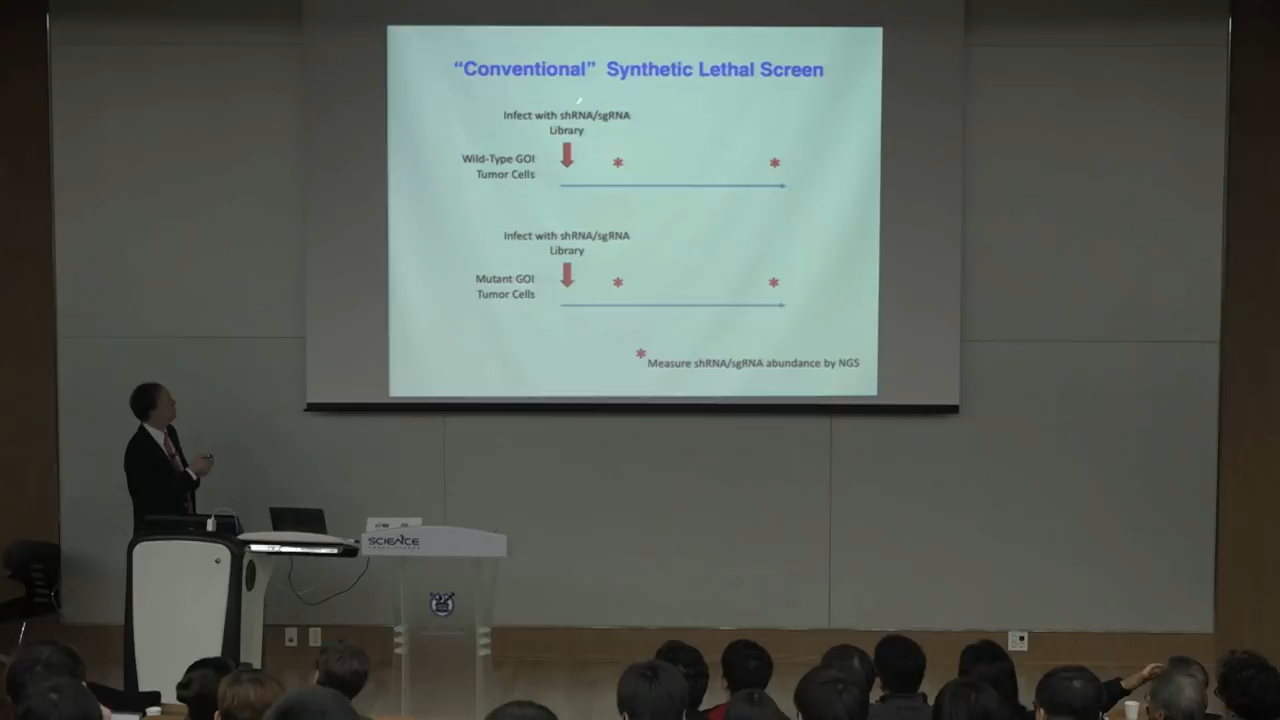 “Conventional” Synthetic Lethal Screen
Infect with shRNA/sgRNA
Library
Wild-Type GOI
Tumor Cells
*
*
Infect with shRNA/sgRNA
Library
Mutant GOI
Tumor Cells
*
*
* Measure shRNA/sgRNA abundance by NGS
SCIENCE